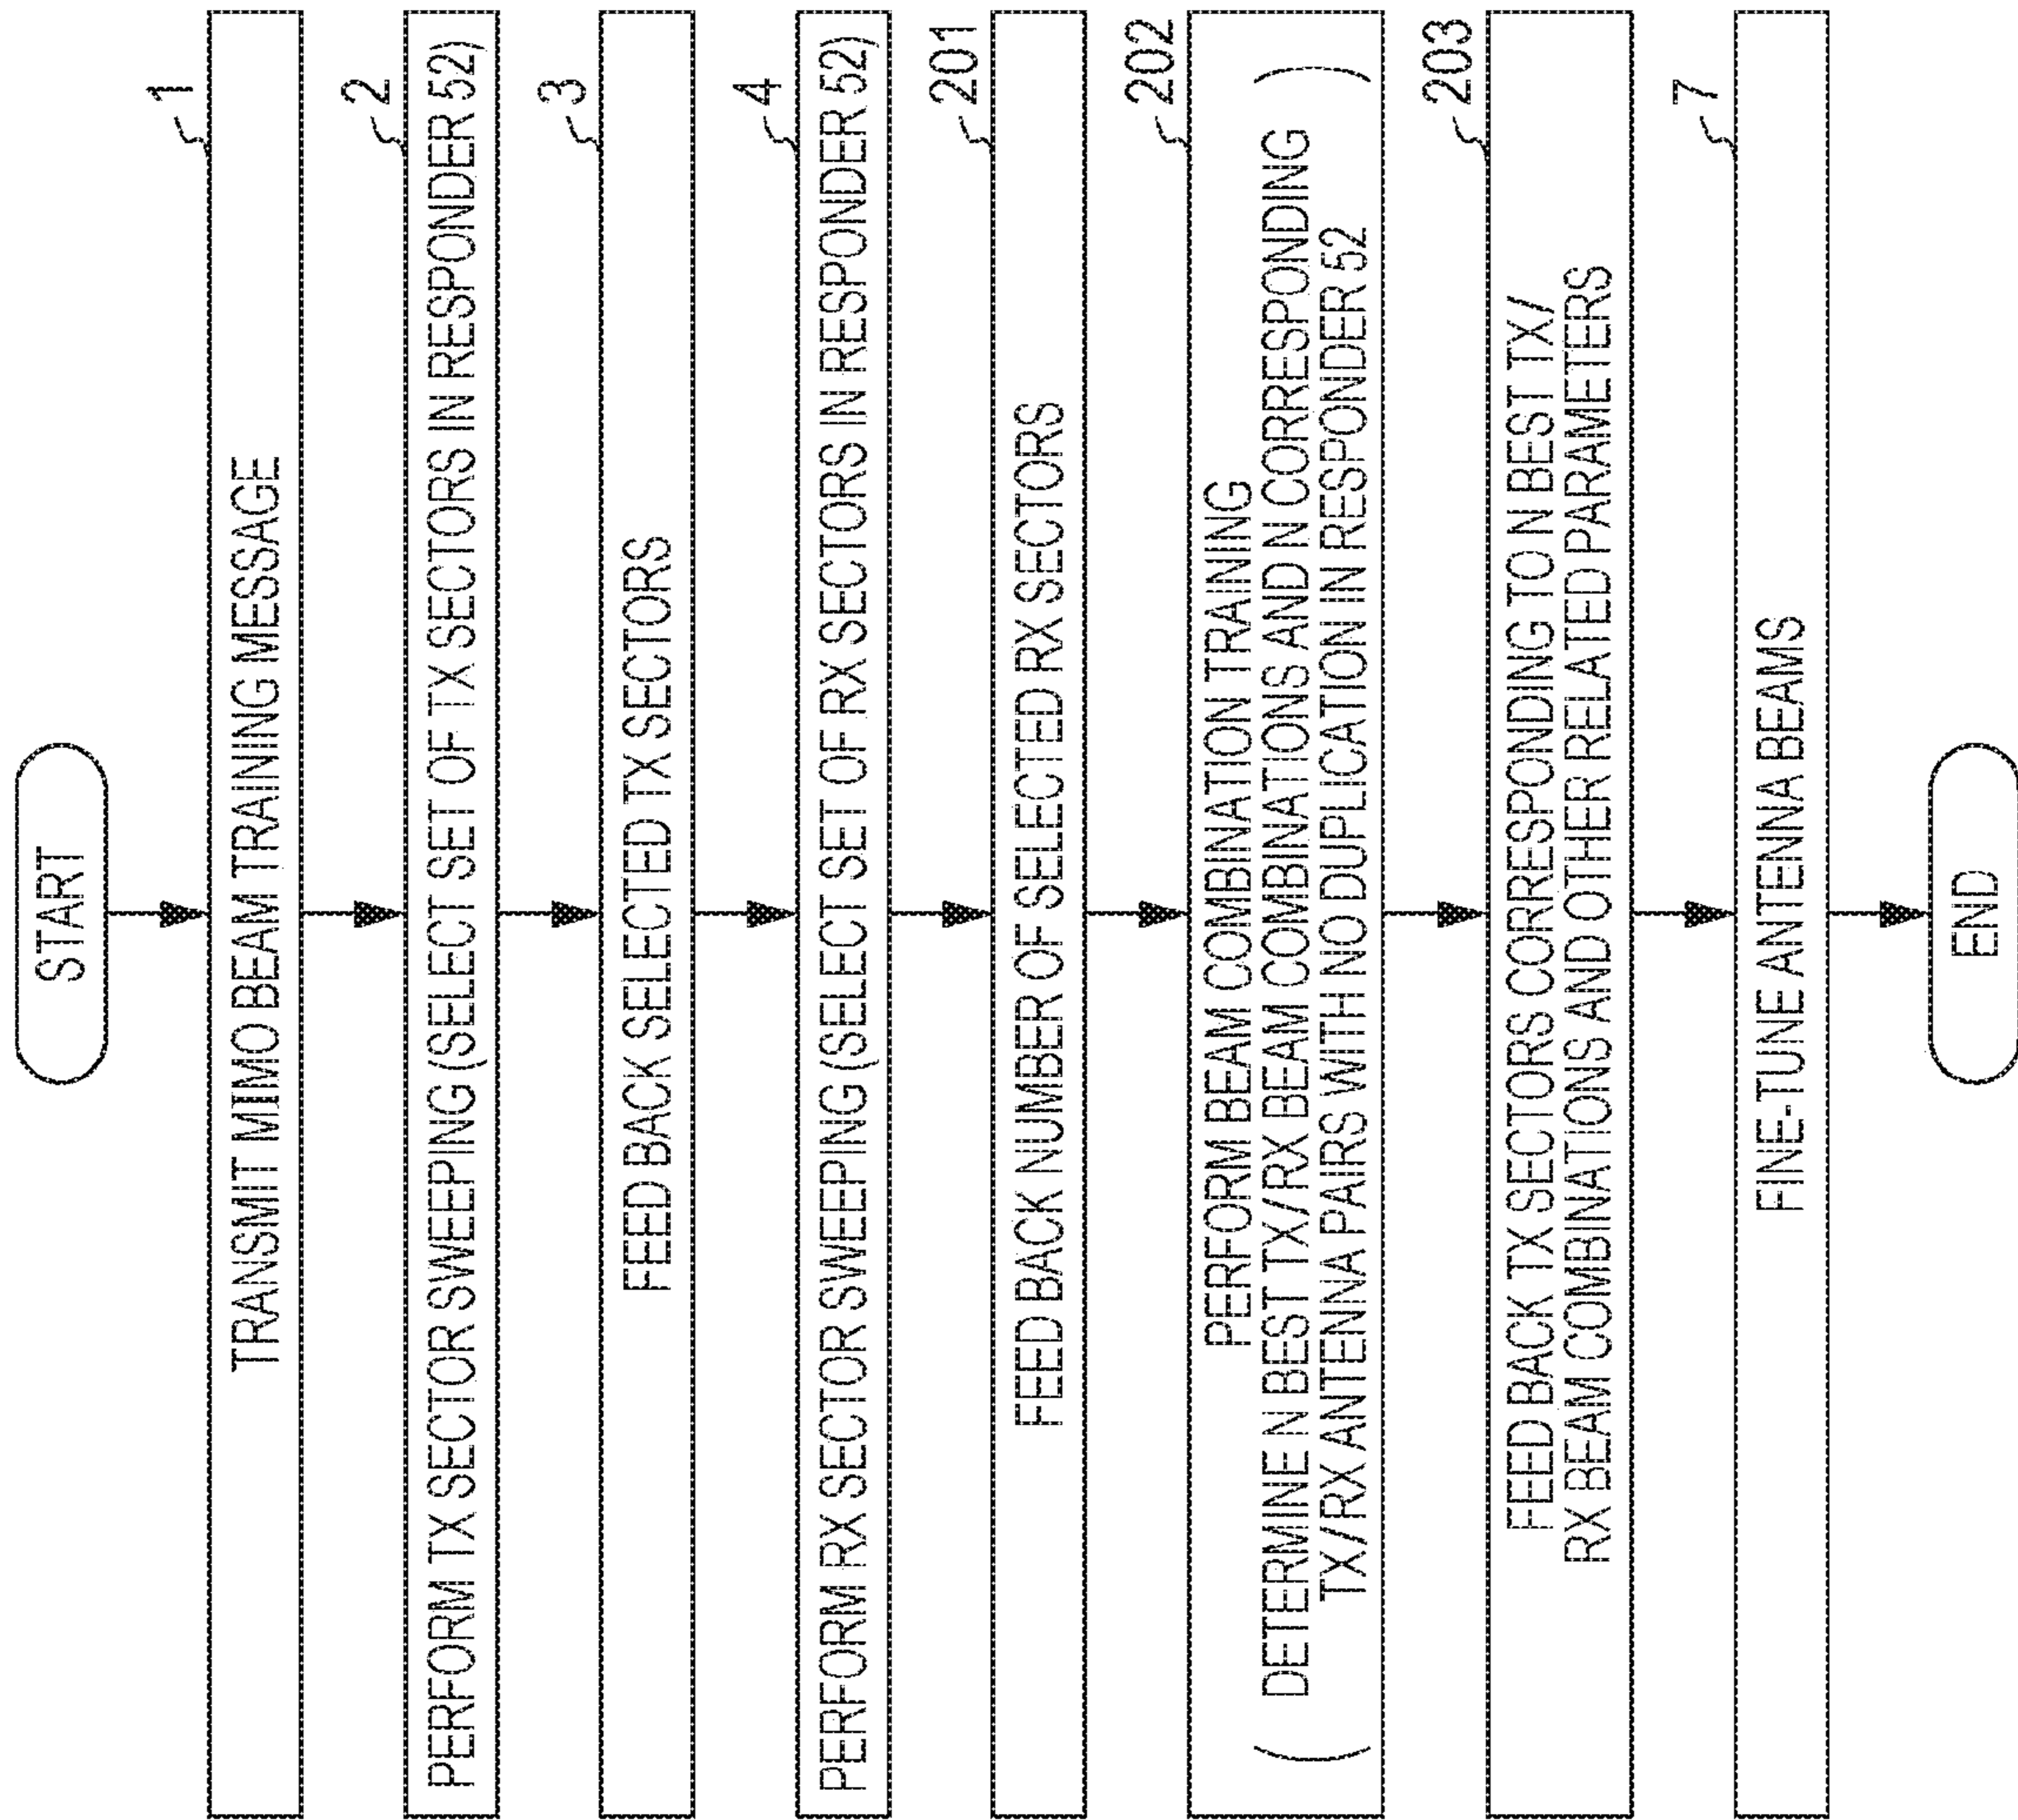 START
1
TRANSMIT MIMO BEAM TRAINING MESSAGE
2
PERFORM TX SECTOR SWEEPING (SELECT SET OF TX SECTORS IN RESPONDER 52)
3
FEED BACK SELECTED TX SECTORS
4
PERFORM RX SECTOR SWEEPING (SELECT SET OF RX SECTORS IN RESPONDER 52)
201
FEED BACK NUMBER OF SELECTED RX SECTORS
202
PERFORM BEAM COMBINATION TRAINING
( DETERMINE N BEST TX/RX BEAM COMBINATIONS AND N CORRESPONDING
TX/RX ANTENNA PAIRS WITH NO DUPLICATION IN RESPONDER 52 )
203
FEED BACK TX SECTORS CORRESPONDING TO N BEST TX/
RX BEAM COMBINATIONS AND OTHER RELATED PARAMETERS
7
FINE-TUNE ANTENNA BEAMS
END